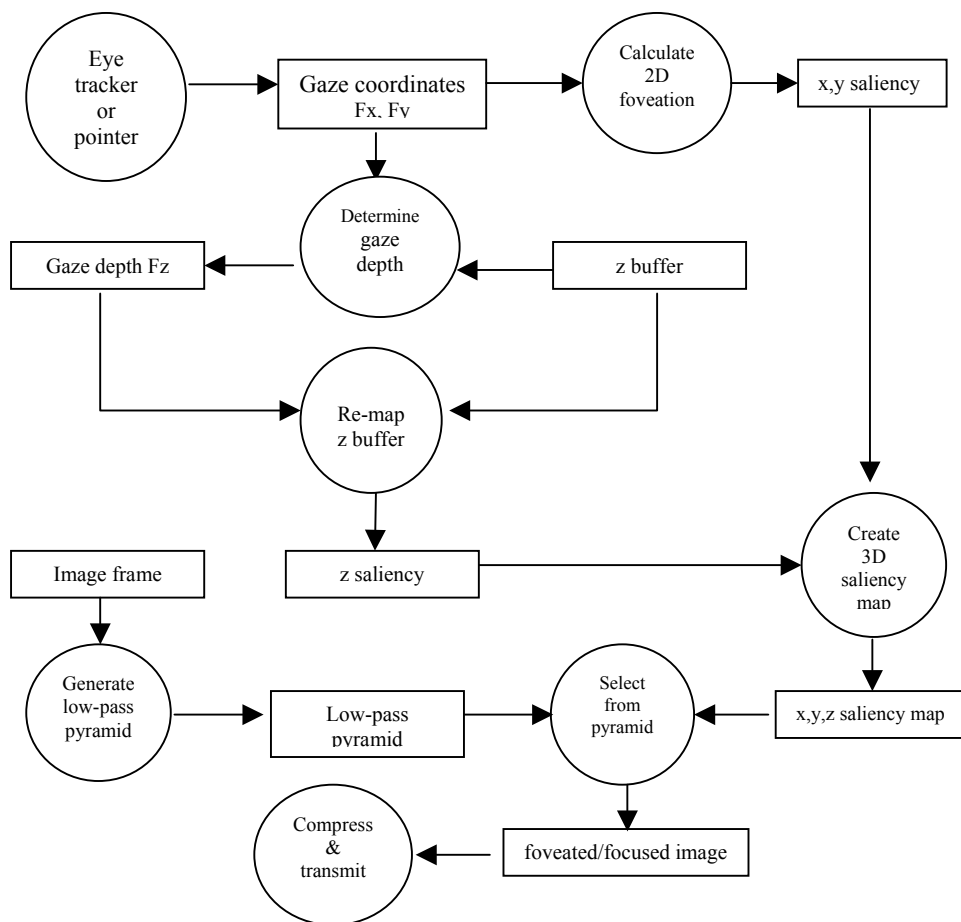 Eye
tracker
or
pointer
Gaze coordinates
Fx, Fy
Calculate
2D
foveation
x,y saliency
Determine
gaze
depth
Gaze depth Fz
z buffer
Re-map
z buffer
Create
3D
saliency
map
Image frame
z saliency
Generate
low-pass
pyramid
Low-pass
pyramid
Select
from
pyramid
x,y,z saliency map
Compress
&
transmit
foveated/focused image